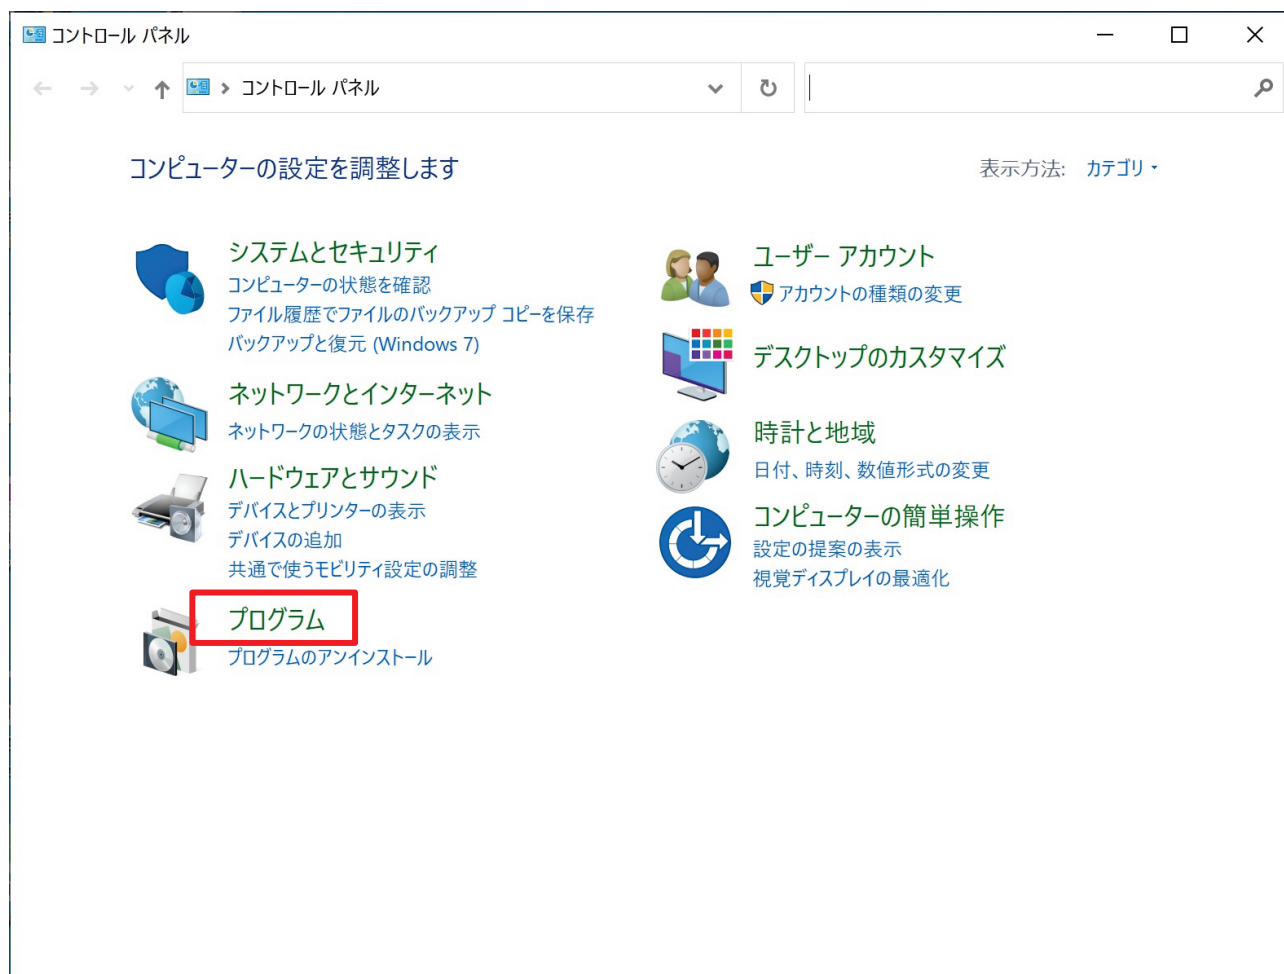 コントロール パネル
コントロール パネル
コンピューターの設定を調整します
表示方法: カテゴリ
システムとセキュリティ
コンピューターの状態を確認
ファイル履歴でファイルのバックアップ コピーを保存
バックアップと復元 (Windows 7)
ネットワークとインターネット
ネットワークの状態とタスクの表示
ハードウェアとサウンド
デバイスとプリンターの表示
デバイスの追加
共通で使うモビリティ設定の調整
プログラム
プログラムのアンインストール
ユーザー アカウント
アカウントの種類の変更
デスクトップのカスタマイズ
時計と地域
日付、時刻、数値形式の変更
コンピューターの簡単操作
設定の提案の表示
視覚ディスプレイの最適化